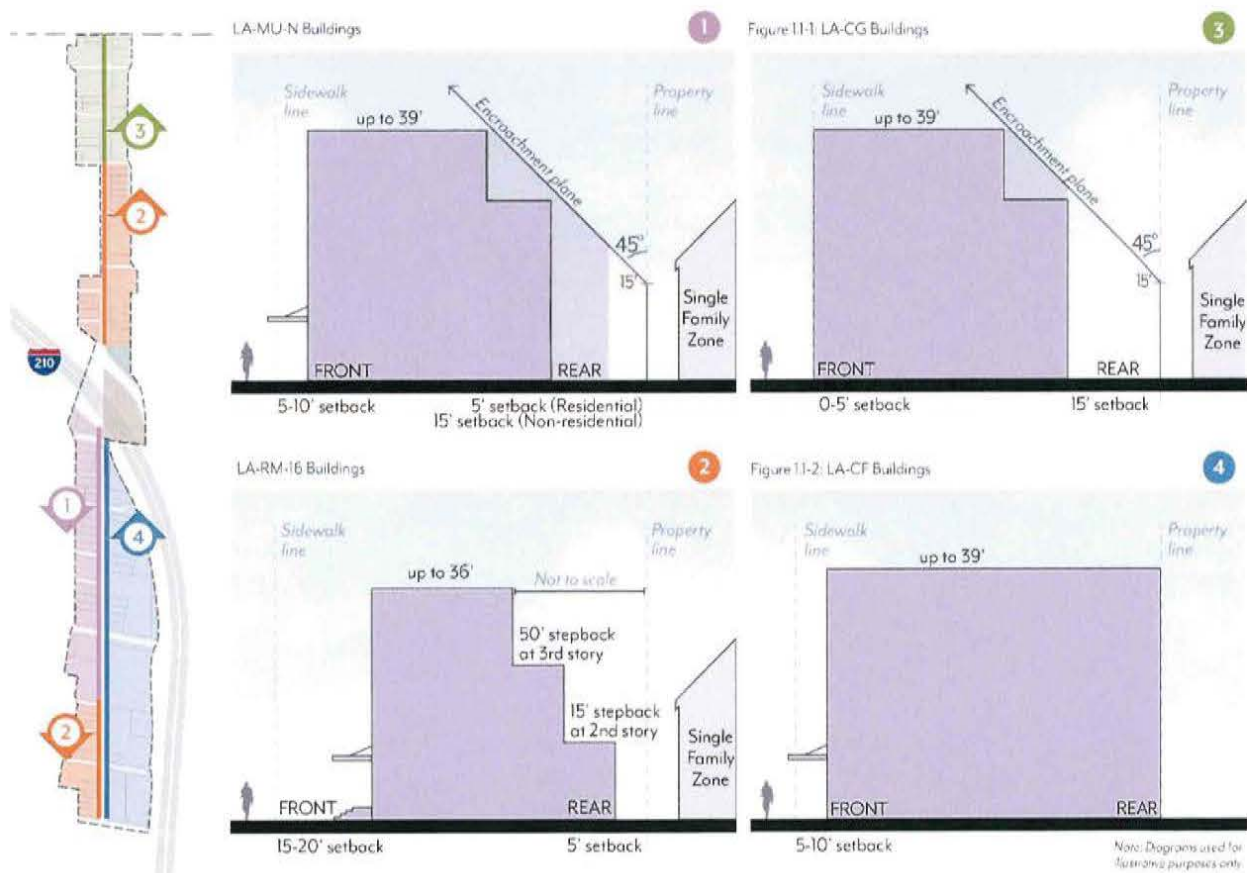 3
2
210
1
4
2
LA-MU-N Buildings
1
Sidewalk
line
Property
line
up to 39'
Encroachment plane
45°
15'
Single
Family
Zone
FRONT
REAR
5-10' setback
5' setback (Residential)
15' setback (Non-residential)
Figure 1.1-1: LA-CG Buildings
3
Sidewalk
line
Property
line
up to 39'
Encroachment plane
45°
15'
Single
Family
Zone
FRONT
REAR
0-5' setback
15' setback
LA-RM-16 Buildings
2
Sidewalk
line
Property
line
up to 36'
Not to scale
50' stepback
at 3rd story
15' stepback
at 2nd story
Single
Family
Zone
FRONT
REAR
15-20' setback
5' setback
Figure 1.1-2: LA-CF Buildings
4
Sidewalk
line
Property
line
up to 39'
FRONT
REAR
5-10' setback
Note: Diagrams used for
illustrative purposes only.